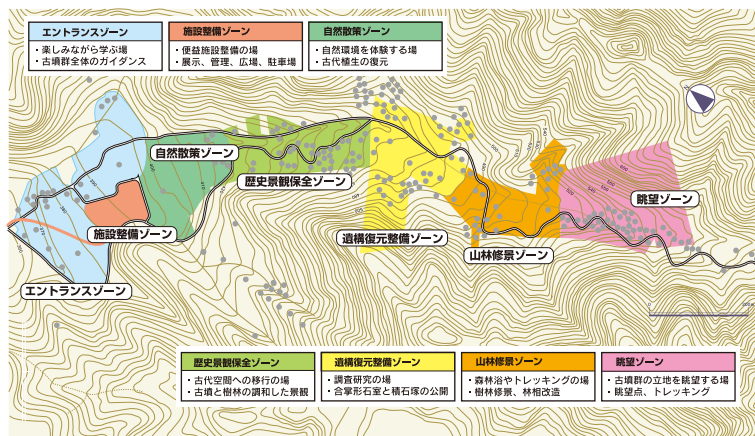 エントランスゾーン
・楽しみながら学ぶ場
・古墳群全体のガイダンス
施設整備ゾーン
・便益施設整備の場
・展示、管理、広場、駐車場
自然散策ゾーン
・自然環境を体験する場
・古代植生の復元
自然散策ゾーン
歴史景観保全ゾーン
眺望ゾーン
施設整備ゾーン
遺構復元整備ゾーン
山林修景ゾーン
エントランスゾーン
歴史景観保全ゾーン
・古代空間への移行の場
・古墳と樹林の調和した景観
遺構復元整備ゾーン
・調査研究の場
・合掌形石室と積石塚の公開
山林修景ゾーン
・森林浴やトレッキングの場
・樹林修景、林相改造
眺望ゾーン
・古墳群の立地を眺望する場
・眺望点、トレッキング